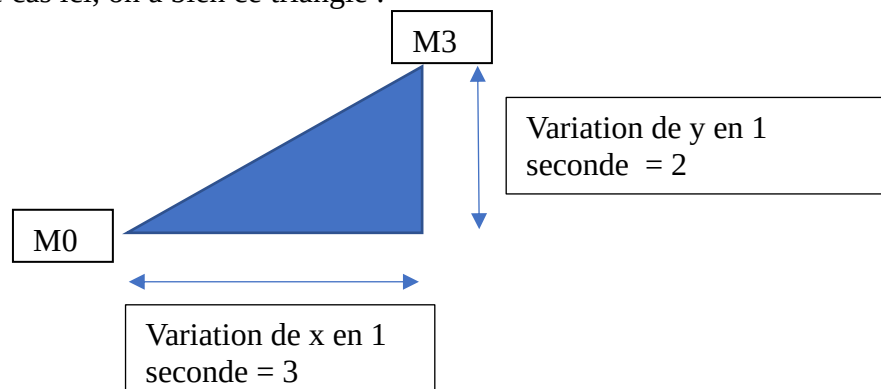 cas ici, on a bien ce triangle :
M3
Variation de y en 1
seconde = 2
M0
Variation de x en 1
seconde = 3